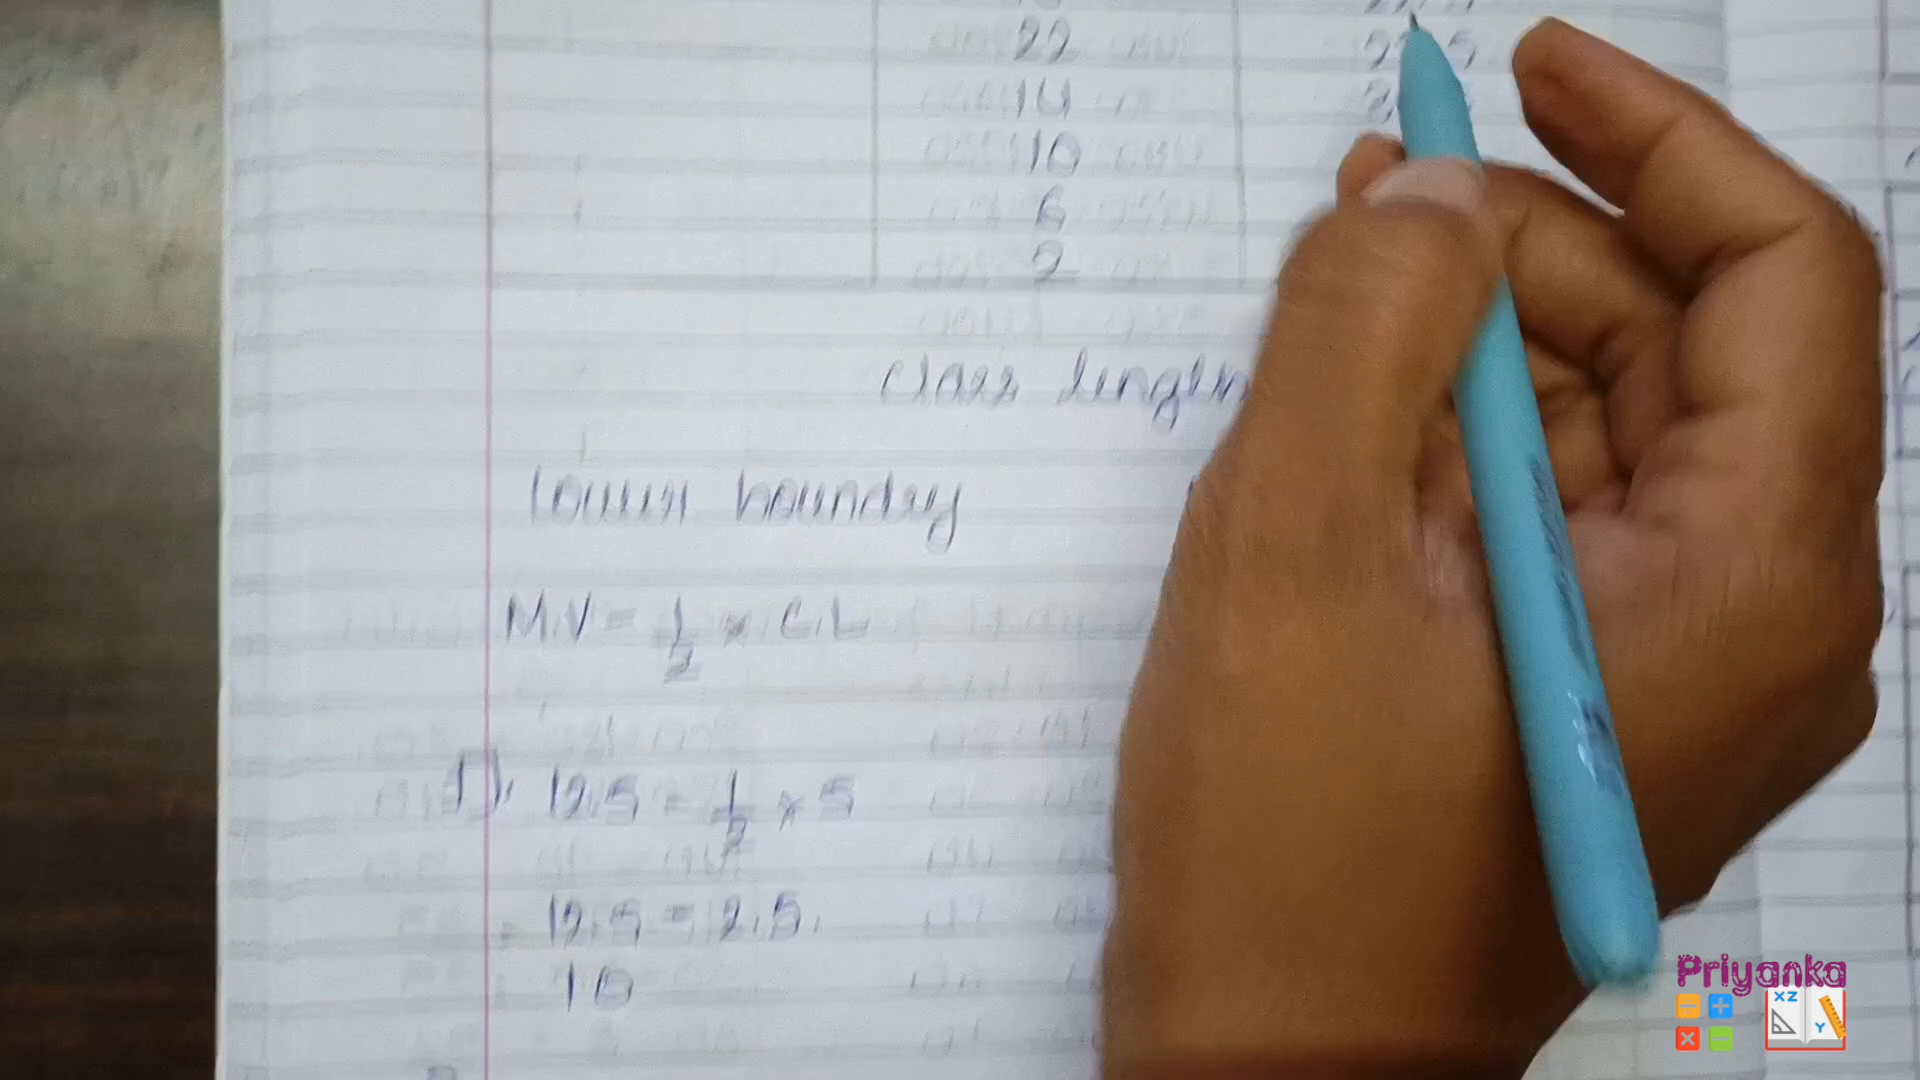 22
14
10
6
2
Class length
lower boundry
M.V = 1/2 × C.L
1). 12.5 = 1/2 × 5
12.5 = 2.5.
10
Priyanka